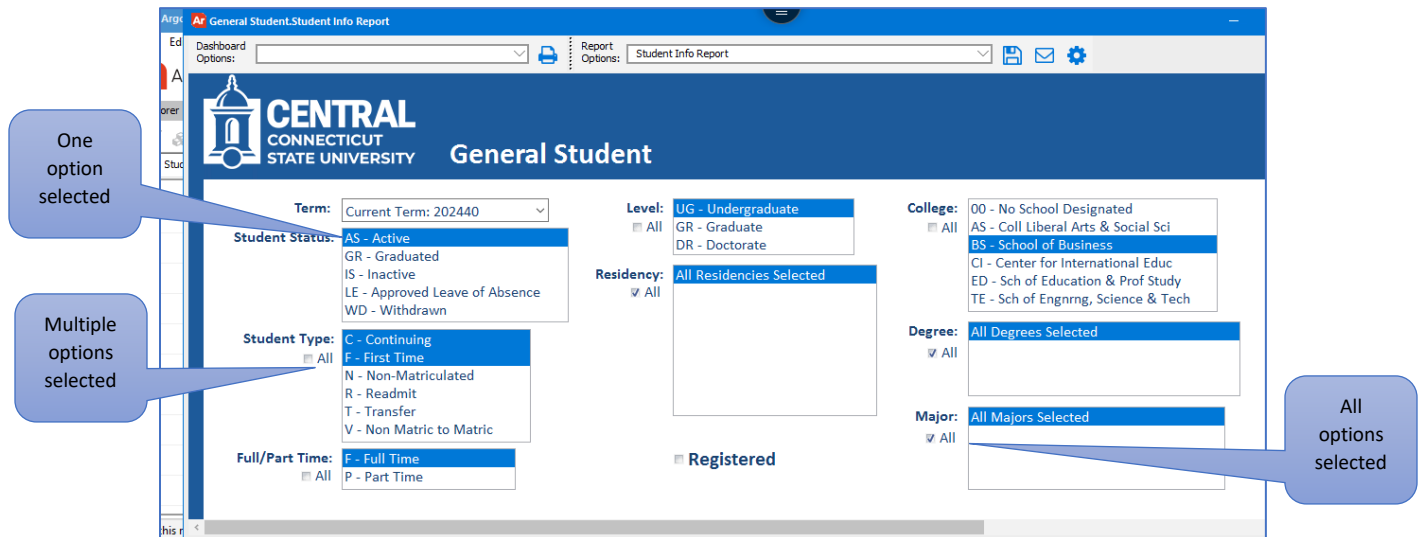 Argo
Ar General Student.Student Info Report
Ed
Dashboard
Options:
Report
Options:
Student Info Report
A
orer
Stud
CENTRAL
CONNECTICUT
STATE UNIVERSITY
General Student
One
option
selected
Term:
Current Term: 202440
Student Status:
AS - Active
GR - Graduated
IS - Inactive
LE - Approved Leave of Absence
WD - Withdrawn
Multiple
options
selected
Student Type:
All
C - Continuing
F - First Time
N - Non-Matriculated
R - Readmit
T - Transfer
V - Non Matric to Matric
Full/Part Time:
All
F - Full Time
P - Part Time
Level:
All
UG - Undergraduate
GR - Graduate
DR - Doctorate
Residency:
All
All Residencies Selected
Registered
College:
All
00 - No School Designated
AS - Coll Liberal Arts & Social Sci
BS - School of Business
CI - Center for International Educ
ED - Sch of Education & Prof Study
TE - Sch of Engnrng, Science & Tech
Degree:
All
All Degrees Selected
Major:
All
All Majors Selected
All
options
selected
this r